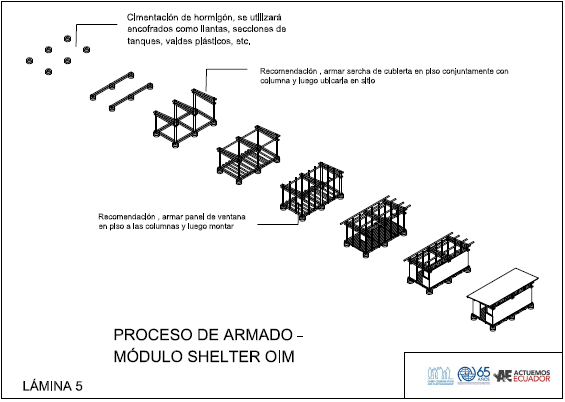 Cimentación de hormigón, se utilizará
encofrados como llantas, secciones de
tanques, valdes plásticos, etc,
Recomendación , armar sercha de cubierta en piso conjuntamente con
columna y luego ubicarla en sitio
Recomendación , armar panel de ventana
en piso a las columnas y luego montar
PROCESO DE ARMADO –
MÓDULO SHELTER OIM
LÁMINA 5
65
AÑOS
ACTUEMOS
ECUADOR